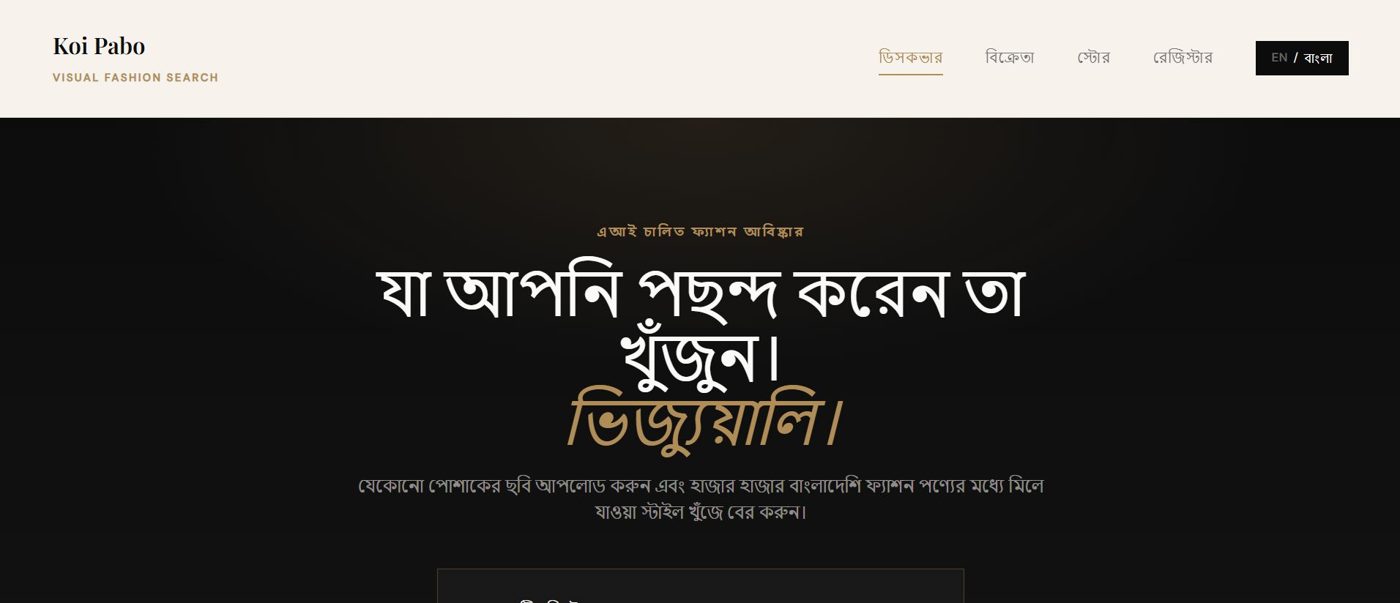 Koi Pabo
VISUAL FASHION SEARCH
ডিসকভার
বিক্রেতা
স্টোর
রেজিস্টার
EN / বাংলা
এআই চালিত ফ্যাশন আবিষ্কার
যা আপনি পছন্দ করেন তা
খুঁজুন।
ভিজ্যুয়ালি।
যেকোনো পোশাকের ছবি আপলোড করুন এবং হাজার হাজার বাংলাদেশি ফ্যাশন পণ্যের মধ্যে মিলে
যাওয়া স্টাইল খুঁজে বের করুন।